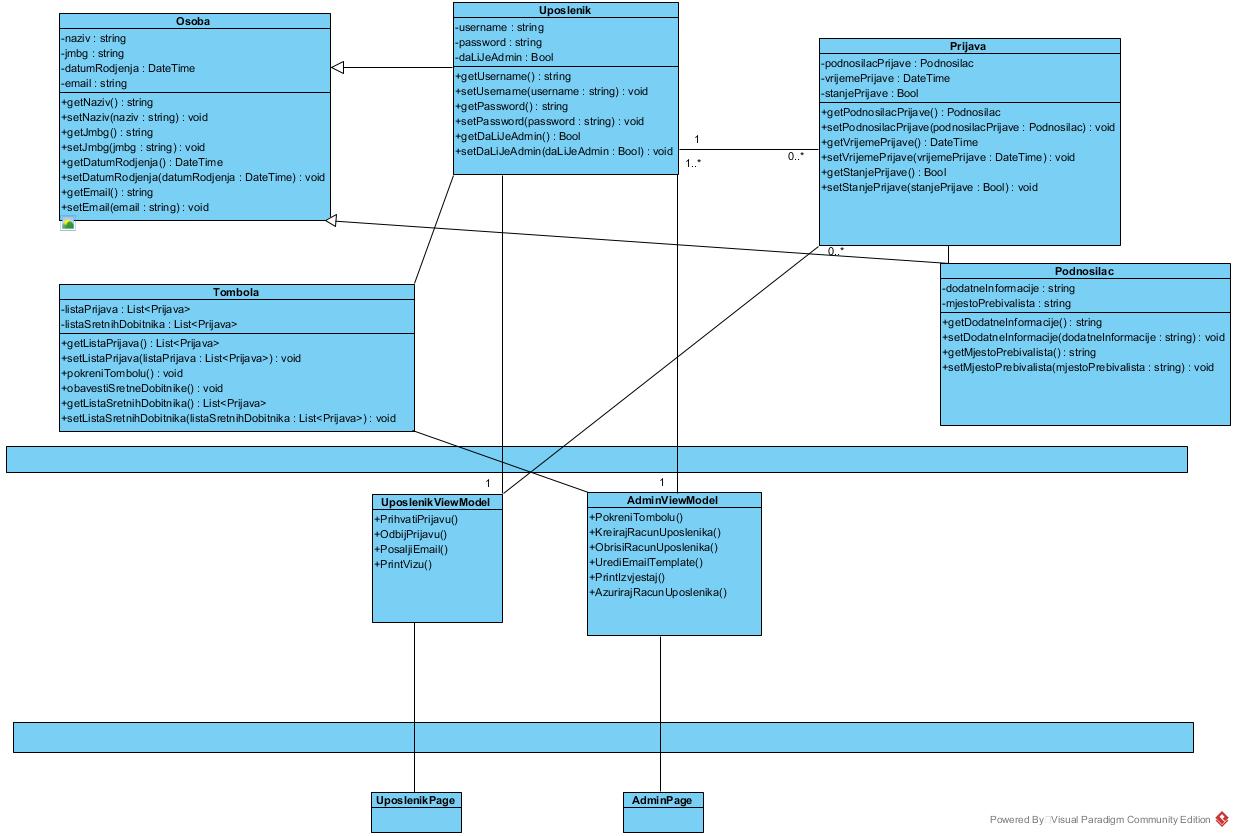 Osoba
-naziv : string
-jmbg : string
-datumRodjenja : DateTime
-email : string
+getNaziv() : string
+setNaziv(naziv : string) : void
+getJmbg() : string
+setJmbg(jmbg : string) : void
+getDatumRodjenja() : DateTime
+setDatumRodjenja(datumRodjenja : DateTime) : void
+getEmail() : string
+setEmail(email : string) : void
Uposlenik
-username : string
-password : string
-daLiJeAdmin : Bool
+getUsername() : string
+setUsername(username : string) : void
+getPassword() : string
+setPassword(password : string) : void
+getDaLiJeAdmin() : Bool
+setDaLiJeAdmin(daLiJeAdmin : Bool) : void
1
1..*
0..*
Prijava
-podnosilacPrijave : Podnosilac
-vrijemePrijave : DateTime
-stanjePrijave : Bool
+getPodnosilacPrijave() : Podnosilac
+setPodnosilacPrijave(podnosilacPrijave : Podnosilac) : void
+getVrijemePrijave() : DateTime
+setVrijemePrijave(vrijemePrijave : DateTime) : void
+getStanjePrijave() : Bool
+setStanjePrijave(stanjePrijave : Bool) : void
0..*
Podnosilac
-dodatneInformacije : string
-mjestoPrebivalista : string
+getDodatneInformacije() : string
+setDodatneInformacije(dodatneInformacije : string) : void
+getMjestoPrebivalista() : string
+setMjestoPrebivalista(mjestoPrebivalista : string) : void
Tombola
-listaPrijava : List<Prijava>
-listaSretnihDobitnika : List<Prijava>
+getListaPrijava() : List<Prijava>
+setListaPrijava(listaPrijava : List<Prijava>) : void
+pokreniTombolu() : void
+obavestiSretneDobitnike() : void
+getListaSretnihDobitnika() : List<Prijava>
+setListaSretnihDobitnika(listaSretnihDobitnika : List<Prijava>) : void
1
1
UposlenikViewModel
+PrihvatiPrijavu()
+OdbijPrijavu()
+PosaljiEmail()
+PrintVizu()
AdminViewModel
+PokreniTombolu()
+KreirajRacunUposlenika()
+ObrisiRacunUposlenika()
+UrediEmailTemplate()
+PrintIzvjestaj()
+AzurirajRacunUposlenika()
UposlenikPage
AdminPage
Powered By Visual Paradigm Community Edition